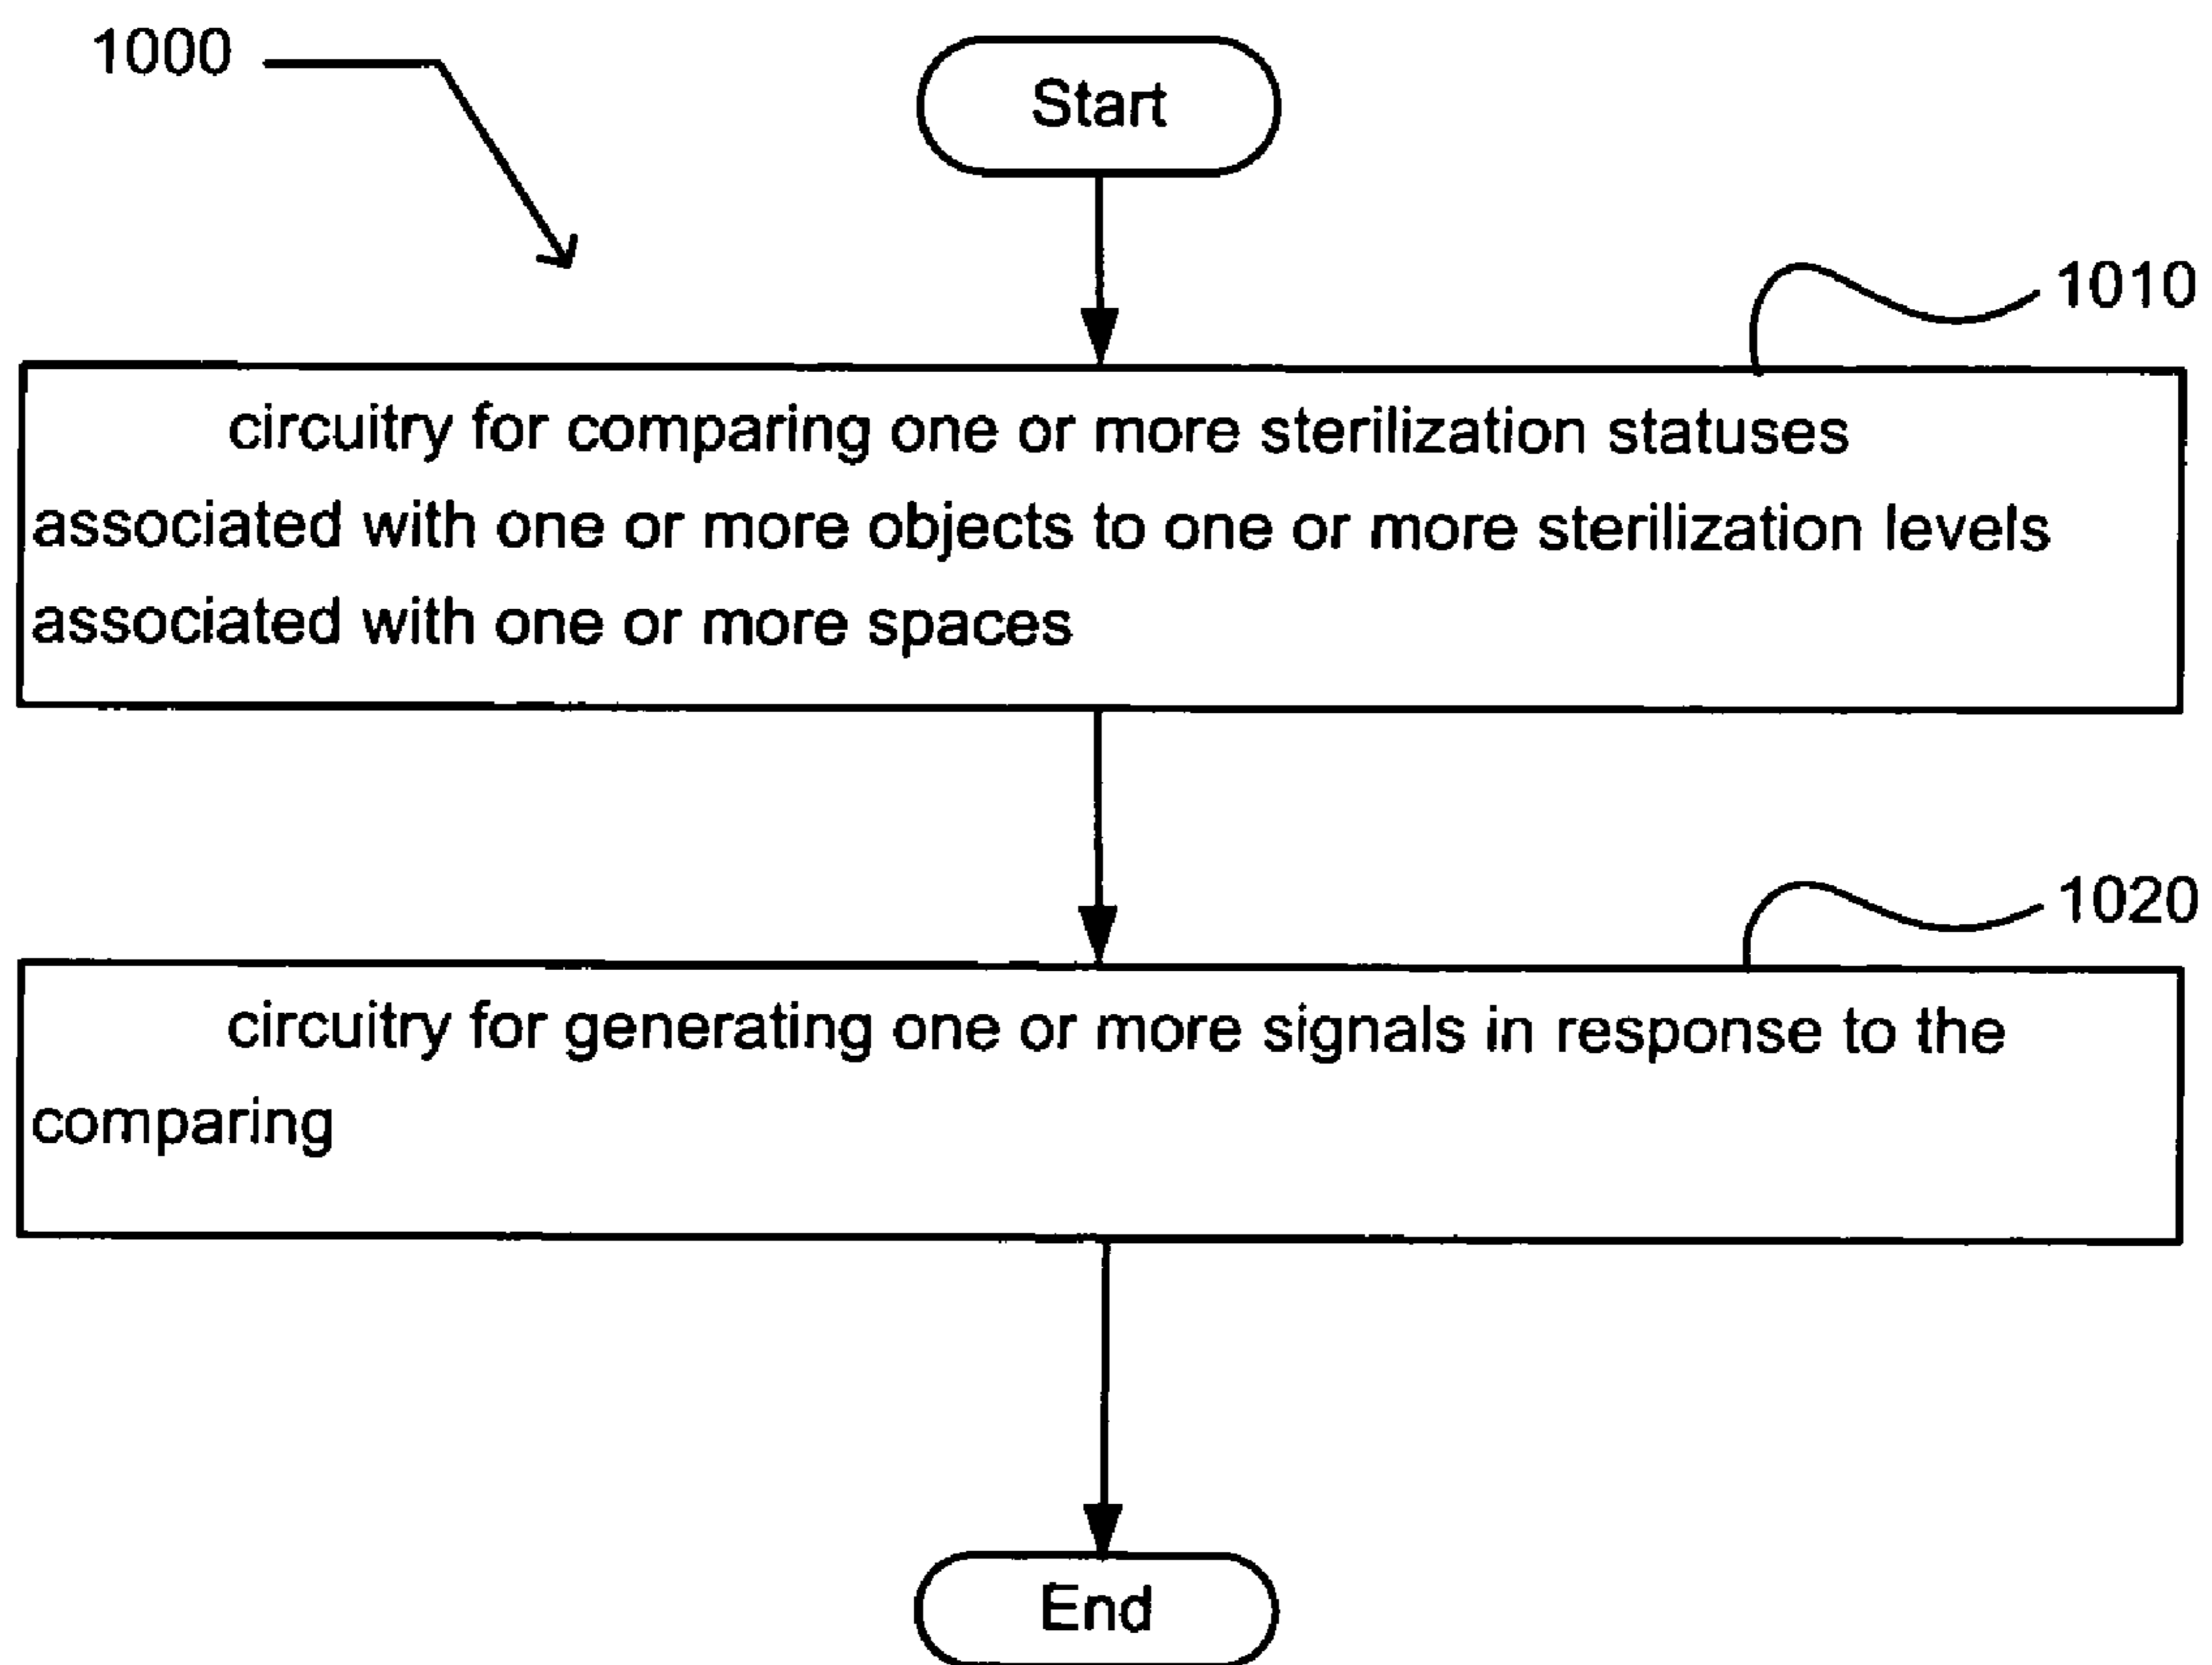 1000
Start
1010
circuitry for comparing one or more sterilization statuses
associated with one or more objects to one or more sterilization levels
associated with one or more spaces
1020
circuitry for generating one or more signals in response to the
comparing
End